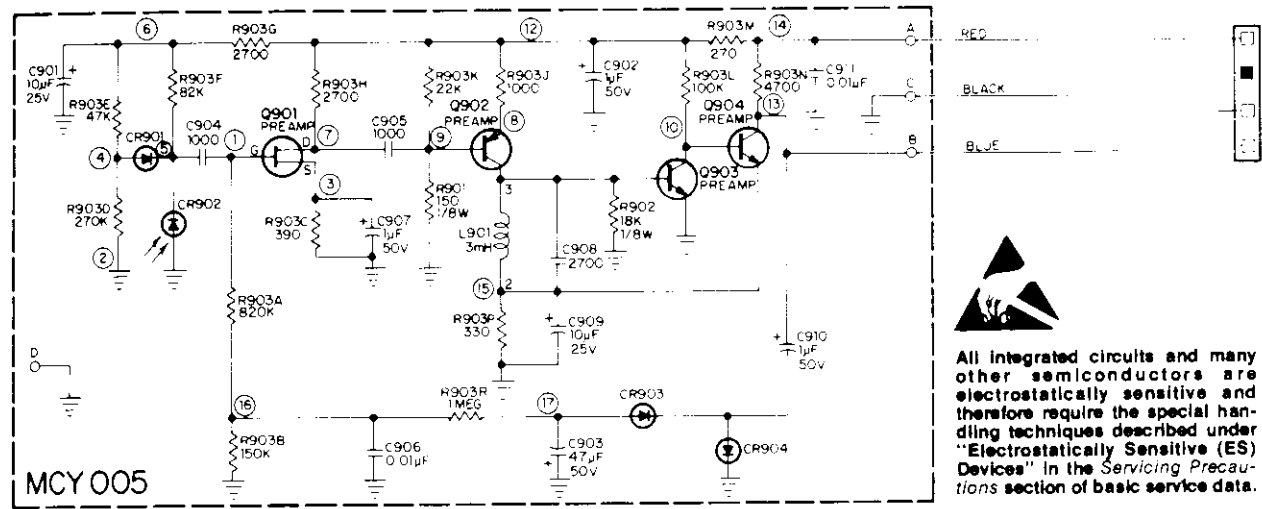 6
R903G
2700
12
R903M
270
14
A
RED
C901
10µF
25V
R903F
82K
R903H
2700
R903K
22K
R903J
1000
C902
1µF
50V
R903L
100K
R903N
4700
C911
0.01µF
R903E
47K
C904
1000
CR901
Q901
PREAMP
C905
1000
Q902
PREAMP
8
Q904
PREAMP
13
C
BLACK
4
5
1
G
D
S
7
9
10
B
BLUE
Q903
PREAMP
R903D
270K
CR902
3
R903C
390
C907
1µF
50V
R901
150
1/8W
3
L901
3mH
R902
18K
1/8W
2
C908
2700
R903A
820K
15
2
R903P
330
C909
10µF
25V
C910
1µF
50V
D
R903R
1 MEG
16
17
CR903
R903B
150K
C906
0.01µF
C903
47µF
50V
CR904
MCY 005
All integrated circuits and many
other semiconductors are
electrostatically sensitive and
therefore require the special han-
dling techniques described under
"Electrostatically Sensitive (ES)
Devices" in the Servicing Precau-
tions section of basic service data.